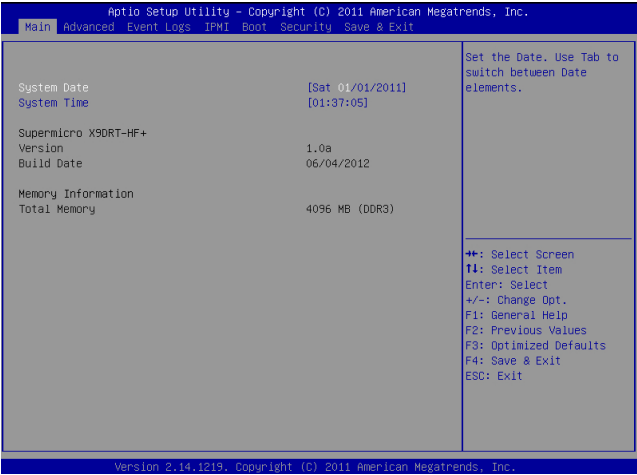 Aptio Setup Utility – Copyright (C) 2011 American Megatrends, Inc.
Main Advanced Event Logs IPMI Boot Security Save & Exit
Set the Date. Use Tab to
switch between Date
elements.
System Date [Sat 01/01/2011]
System Time [01:37:05]
Supermicro X9DRT-HF+
Version 1.0a
Build Date 06/04/2012
Memory Information
Total Memory 4096 MB (DDR3)
→←: Select Screen
↑↓: Select Item
Enter: Select
+/-: Change Opt.
F1: General Help
F2: Previous Values
F3: Optimized Defaults
F4: Save & Exit
ESC: Exit
Version 2.14.1219. Copyright (C) 2011 American Megatrends, Inc.